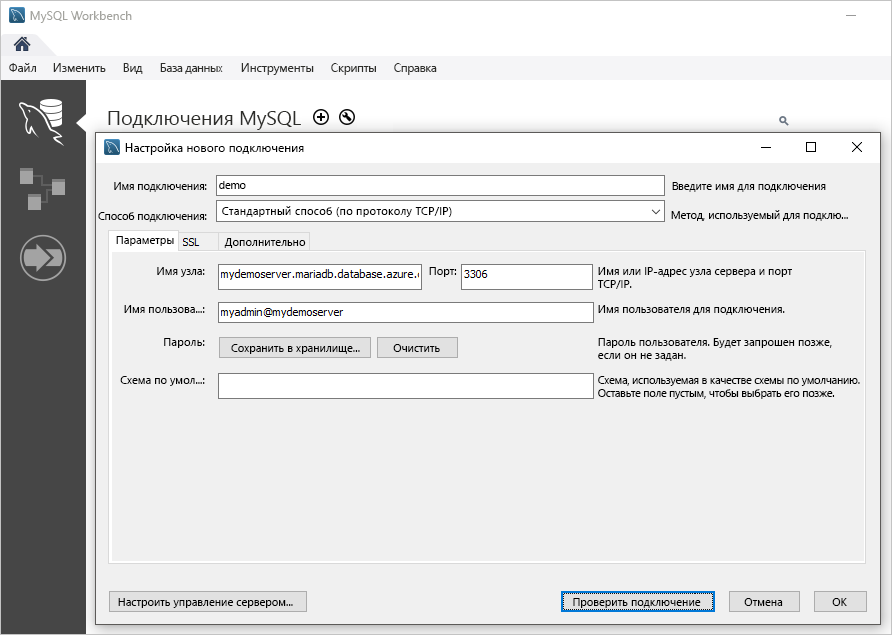 MySQL Workbench
Файл Изменить Вид База данных Инструменты Скрипты Справка
Подключения MySQL
Настройка нового подключения
Имя подключения: demo Введите имя для подключения
Способ подключения: Стандартный способ (по протоколу TCP/IP) Метод, используемый для подклю...
Параметры SSL Дополнительно
Имя узла: mydemoserver.mariadb.database.azure. Порт: 3306 Имя или IP-адрес узла сервера и порт
TCP/IP.
Имя пользова...: myadmin@mydemoserver Имя пользователя для подключения.
Пароль: Сохранить в хранилище... Очистить Пароль пользователя. Будет запрошен позже,
если он не задан.
Схема по умол...: Схема, используемая в качестве схемы по умолчанию.
Оставьте поле пустым, чтобы выбрать его позже.
Настроить управление сервером... Проверить подключение Отмена ОК